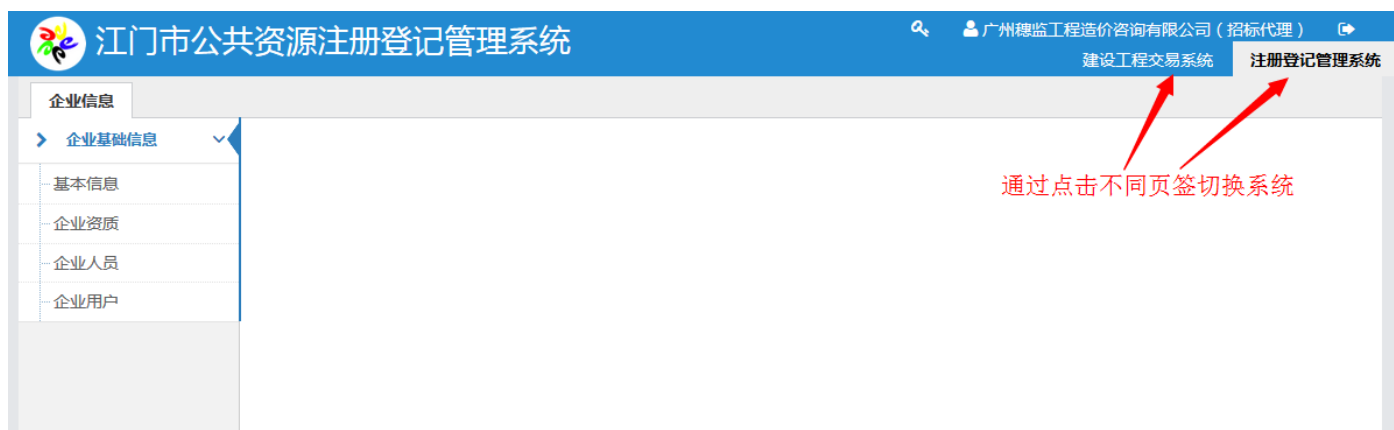 江门市公共资源注册登记管理系统
广州穗监工程造价咨询有限公司（招标代理）
建设工程交易系统 注册登记管理系统
企业信息
企业基础信息
基本信息
通过点击不同页签切换系统
企业资质
企业人员
企业用户